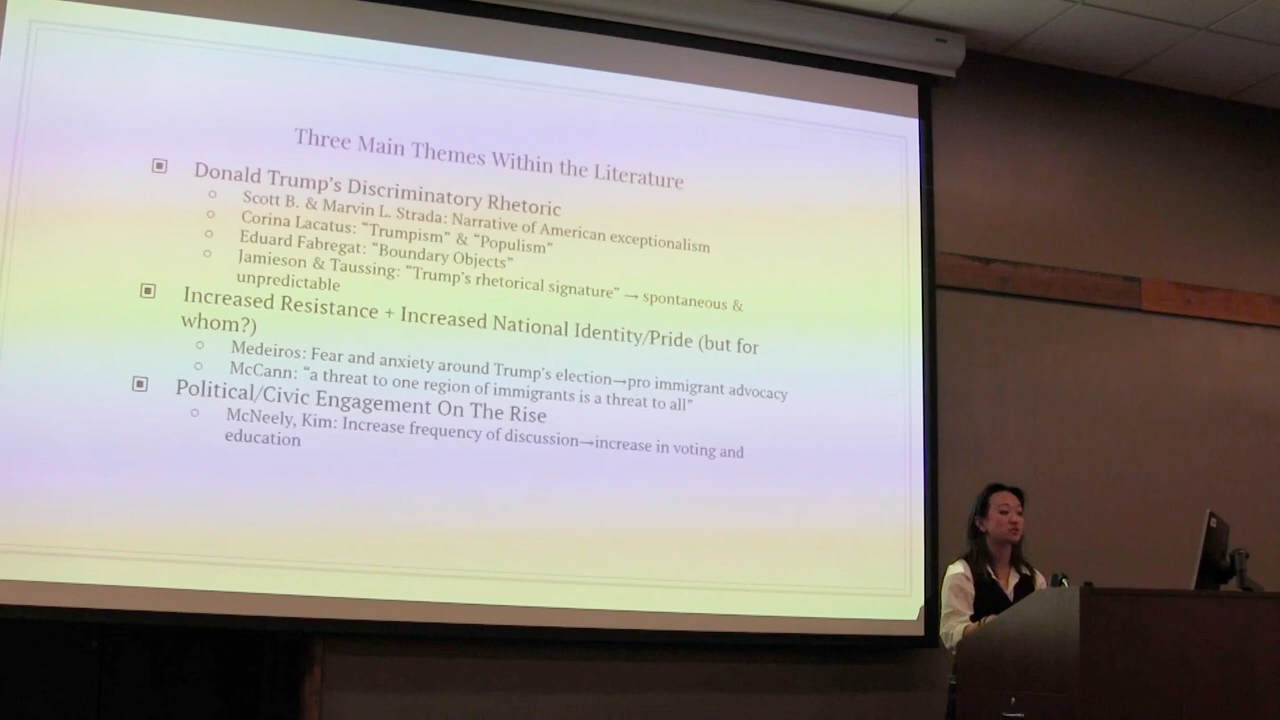 Three Main Themes Within the Literature
Donald Trump's Discriminatory Rhetoric
Scott B. & Marvin L. Strada: Narrative of American exceptionalism
Corina Lacatus: “Trumpism” & “Populism”
Eduard Fabregat: “Boundary Objects”
Jamieson & Taussing: “Trump's rhetorical signature” → spontaneous &
unpredictable
Increased Resistance + Increased National Identity/Pride (but for
whom?)
Medeiros: Fear and anxiety around Trump's election→pro immigrant advocacy
McCann: “a threat to one region of immigrants is a threat to all”
Political/Civic Engagement On The Rise
McNeely, Kim: Increase frequency of discussion→increase in voting and
education